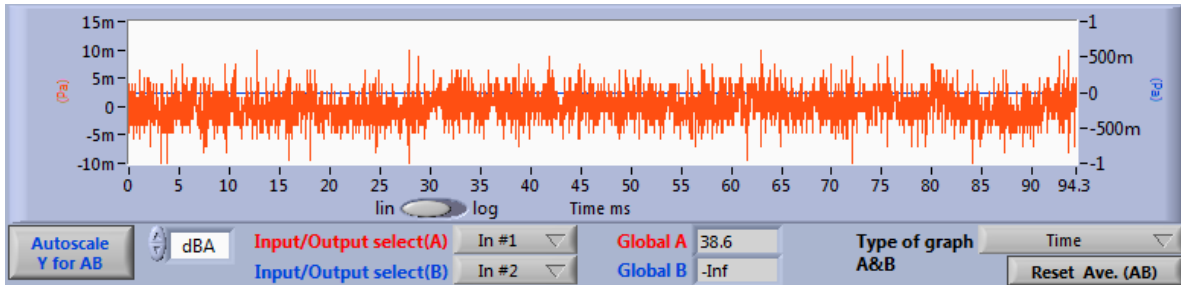 15m
10m
5m
0
-5m
-10m
(Pa)
1
500m
0
-500m
-1
(Pa)
0 5 10 15 20 25 30 35 40 45 50 55 60 65 70 75 80 85 90 94.3
lin log Time ms
Autoscale
Y for AB
dBA
Input/Output select(A) In #1
Input/Output select(B) In #2
Global A 38.6
Global B -Inf
Type of graph
A&B
Time
Reset Ave. (AB)